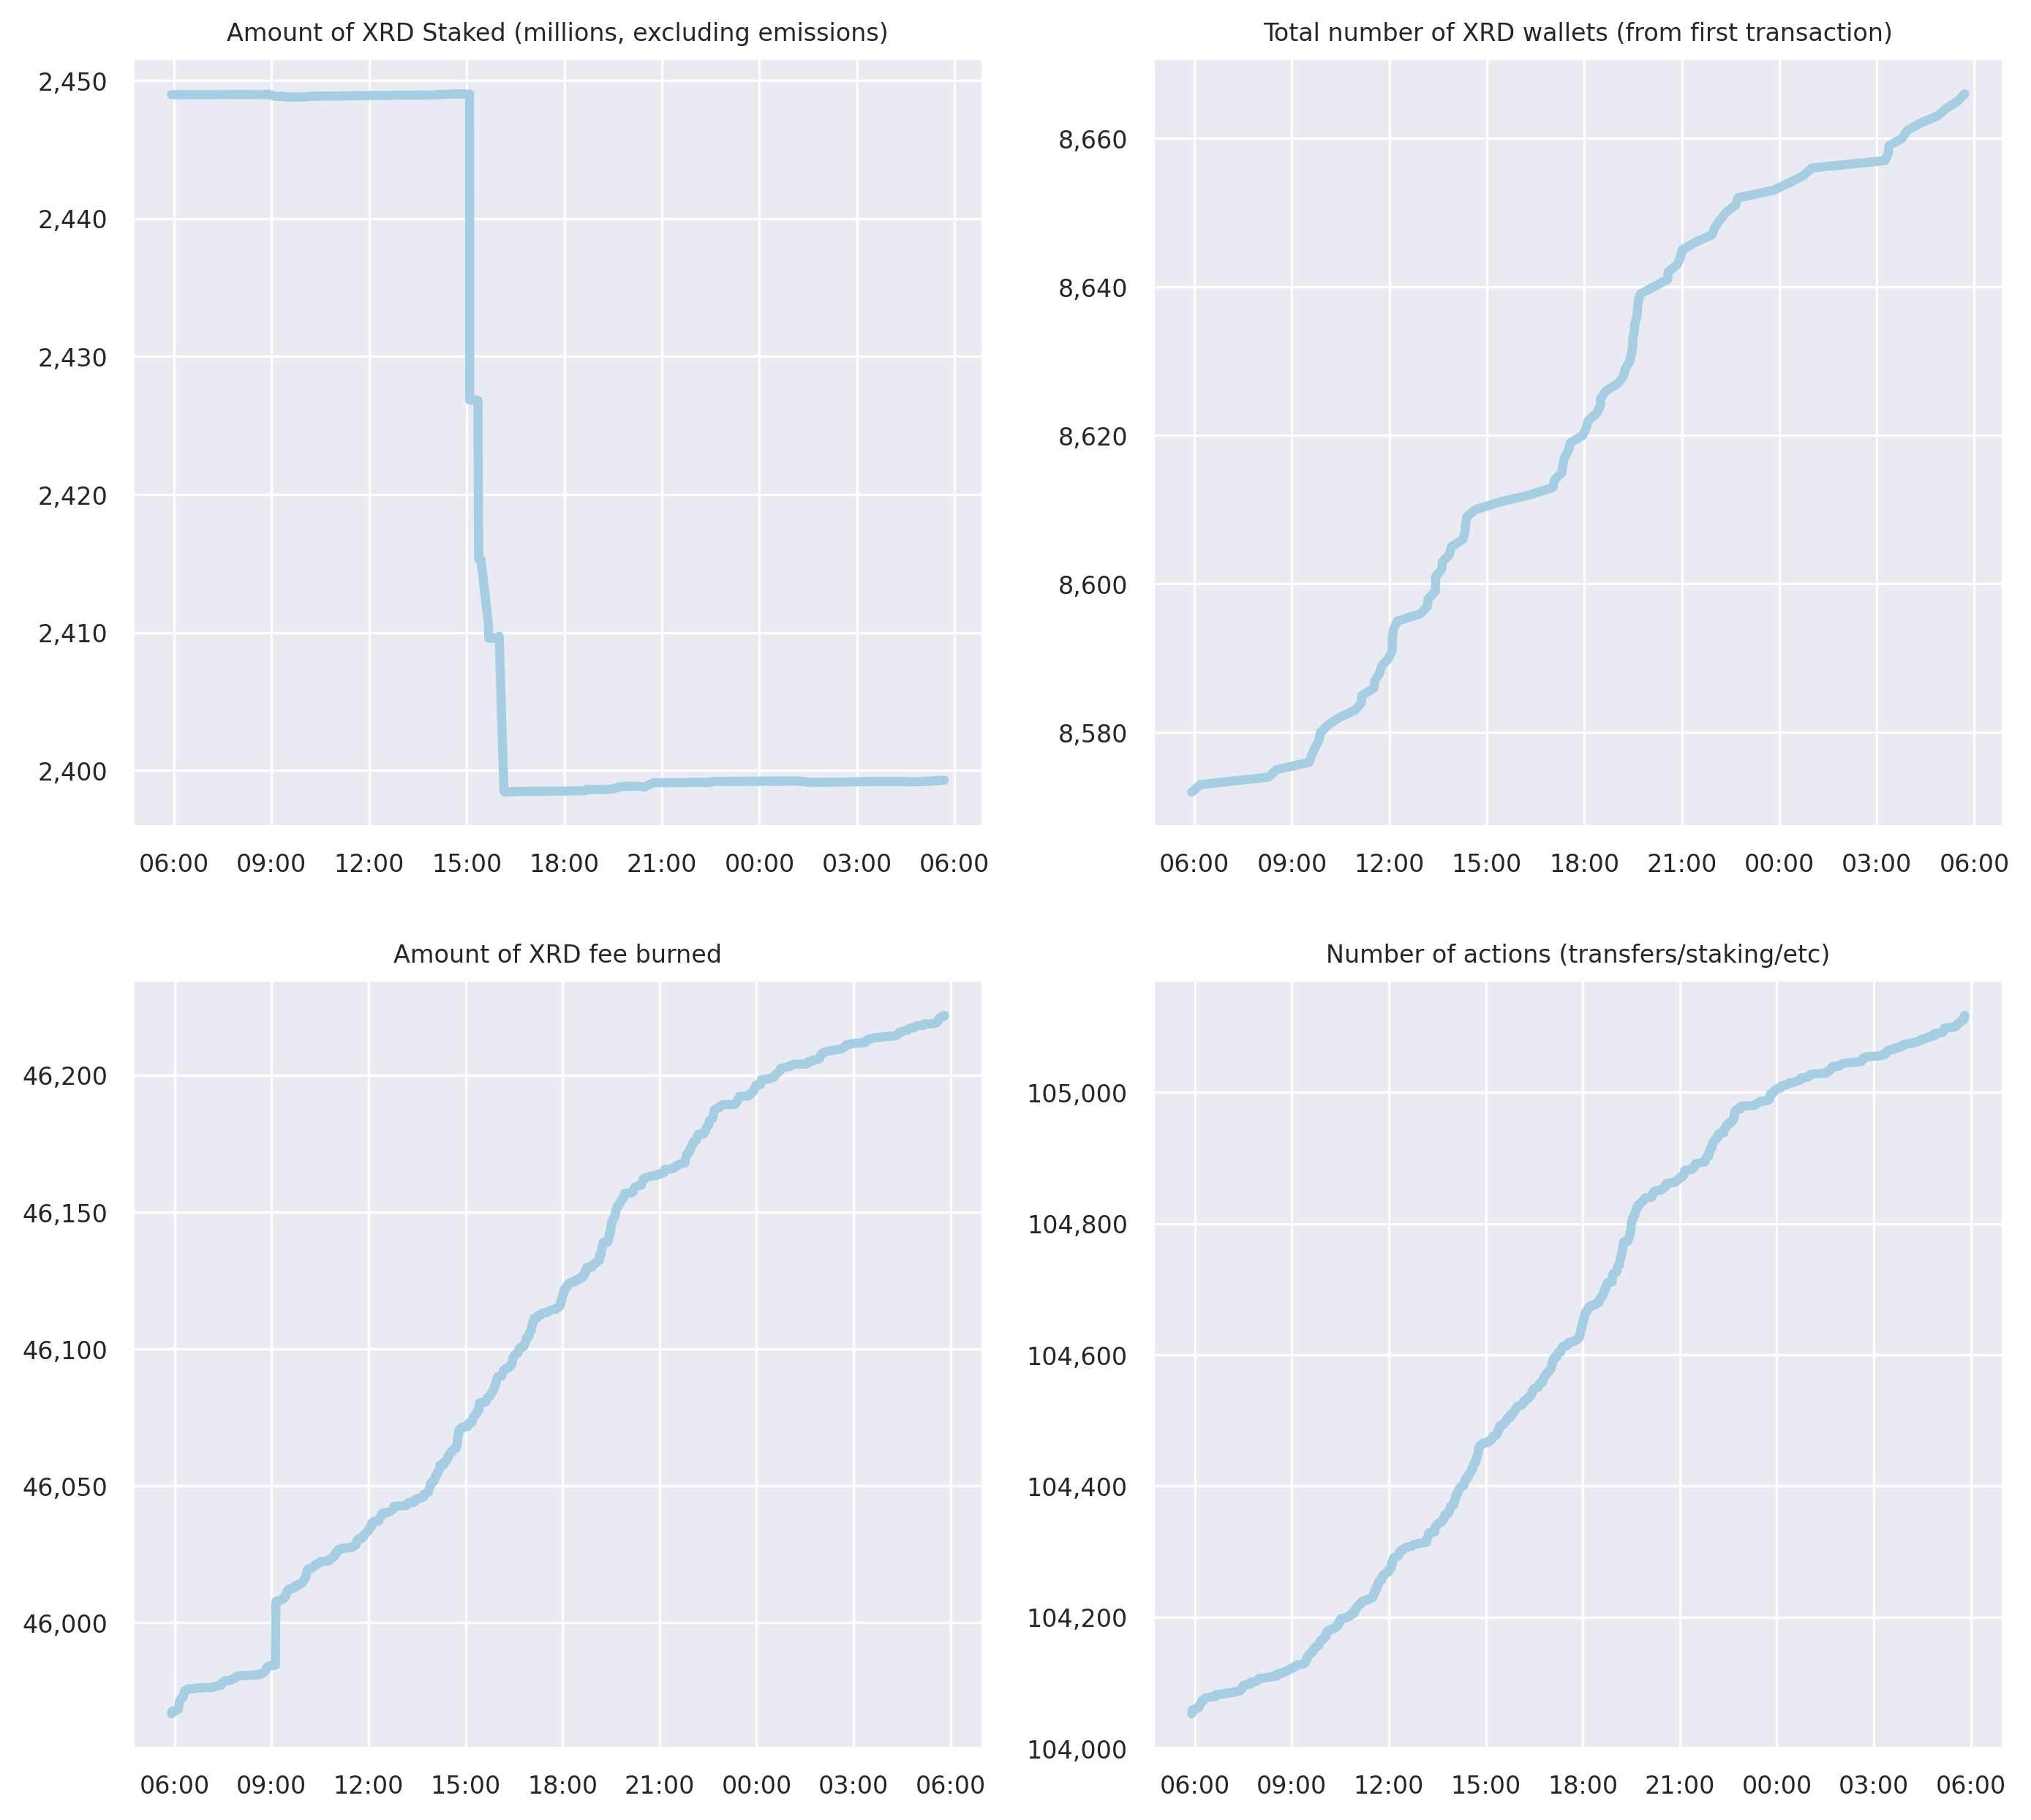 Amount of XRD Staked (millions, excluding emissions)
2,450
2,440
2,430
2,420
2,410
2,400
06:00 09:00 12:00 15:00 18:00 21:00 00:00 03:00 06:00
Total number of XRD wallets (from first transaction)
8,660
8,640
8,620
8,600
8,580
06:00 09:00 12:00 15:00 18:00 21:00 00:00 03:00 06:00
Amount of XRD fee burned
46,200
46,150
46,100
46,050
46,000
06:00 09:00 12:00 15:00 18:00 21:00 00:00 03:00 06:00
Number of actions (transfers/staking/etc)
105,000
104,800
104,600
104,400
104,200
104,000
06:00 09:00 12:00 15:00 18:00 21:00 00:00 03:00 06:00